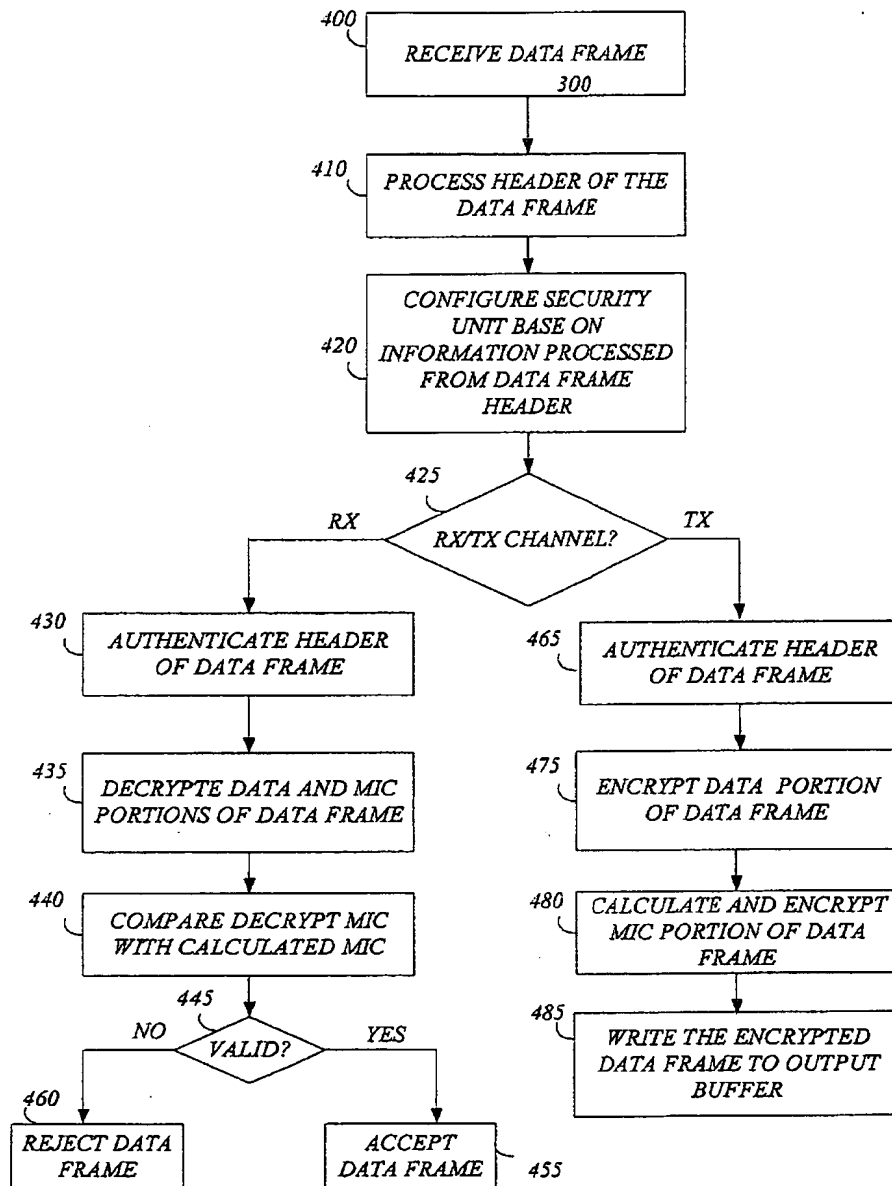 400
RECEIVE DATA FRAME
300
410
PROCESS HEADER OF THE
DATA FRAME
CONFIGURE SECURITY
UNIT BASE ON
420
INFORMATION PROCESSED
FROM DATA FRAME
HEADER
425
RX
TX
RX/TX CHANNEL?
430
AUTHENTICATE HEADER
OF DATA FRAME
435
DECRYPTE DATA AND MIC
PORTIONS OF DATA FRAME
440
COMPARE DECRYPT MIC
WITH CALCULATED MIC
445
NO
VALID?
YES
460
REJECT DATA
FRAME
ACCEPT
DATA FRAME
455
465
AUTHENTICATE HEADER
OF DATA FRAME
475
ENCRYPT DATA PORTION
OF DATA FRAME
480
CALCULATE AND ENCRYPT
MIC PORTION OF DATA
FRAME
485
WRITE THE ENCRYPTED
DATA FRAME TO OUTPUT
BUFFER